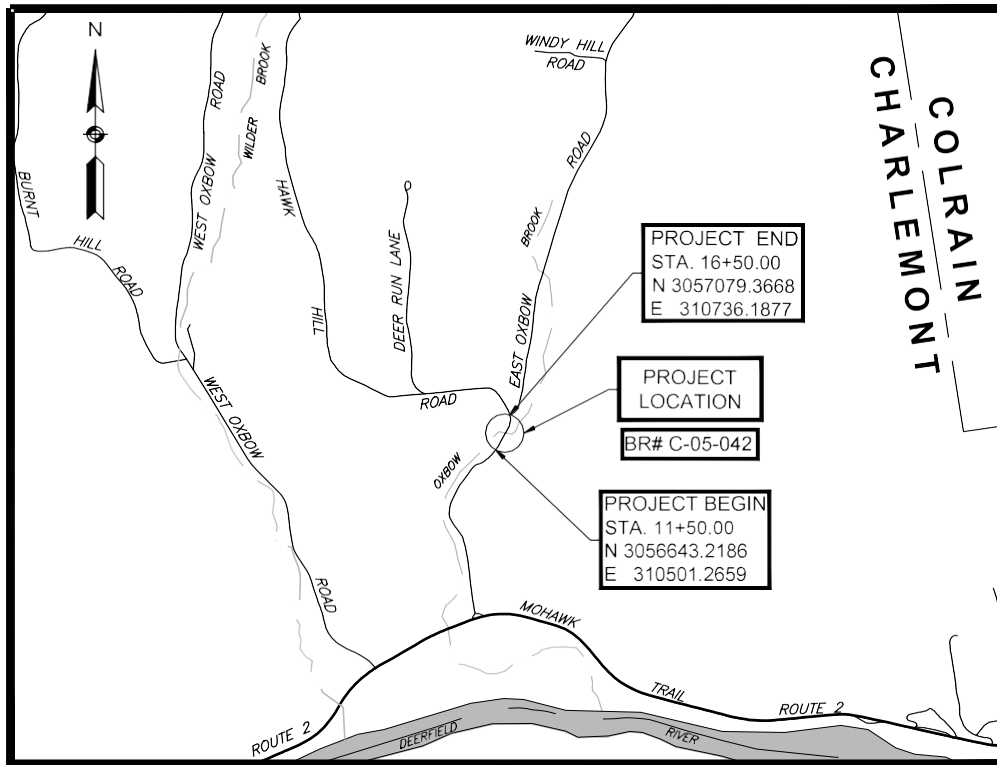 N
WINDY HILL
ROAD
COLRAIN
CHARLEMONT
ROAD
BROOK
WILDER
WEST OXBOW
BURNT
HILL
ROAD
HAWK
HILL
ROAD
DEER RUN LANE
ROAD
BROOK
EAST OXBOW
OXBOW
PROJECT END
STA. 16+50.00
N 3057079.3668
E 310736.1877
PROJECT
LOCATION
BR# C-05-042
PROJECT BEGIN
STA. 11+50.00
N 3056643.2186
E 310501.2659
WEST OXBOW
ROAD
MOHAWK
TRAIL
ROUTE 2
ROUTE 2
DEERFIELD
RIVER